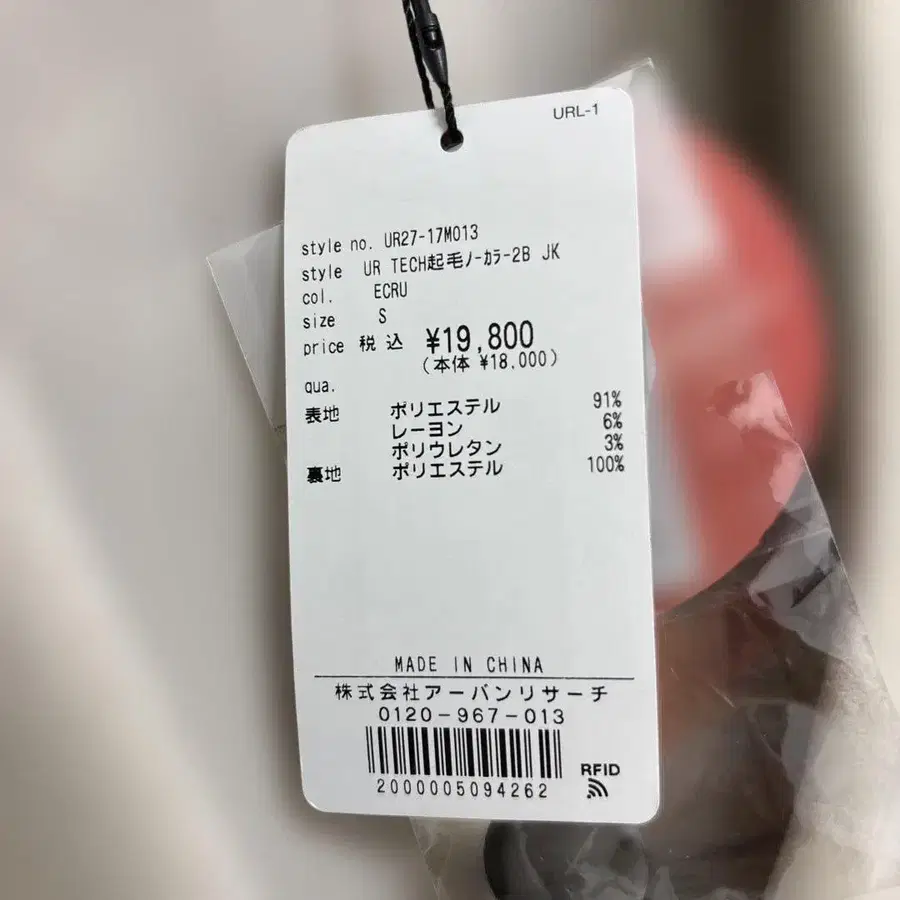 URL-1
style no. UR27-17M013
style UR TECH起毛ﾉｰｶﾗｰ2B JK
col. ECRU
size S
price 税込 ¥19,800
(本体 ¥18,000)
qua.
表地 ポリエステル 91%
レーヨン 6%
ポリウレタン 3%
裏地 ポリエステル 100%
MADE IN CHINA
株式会社アーバンリサーチ
0120-967-013
2000005094262
RFID